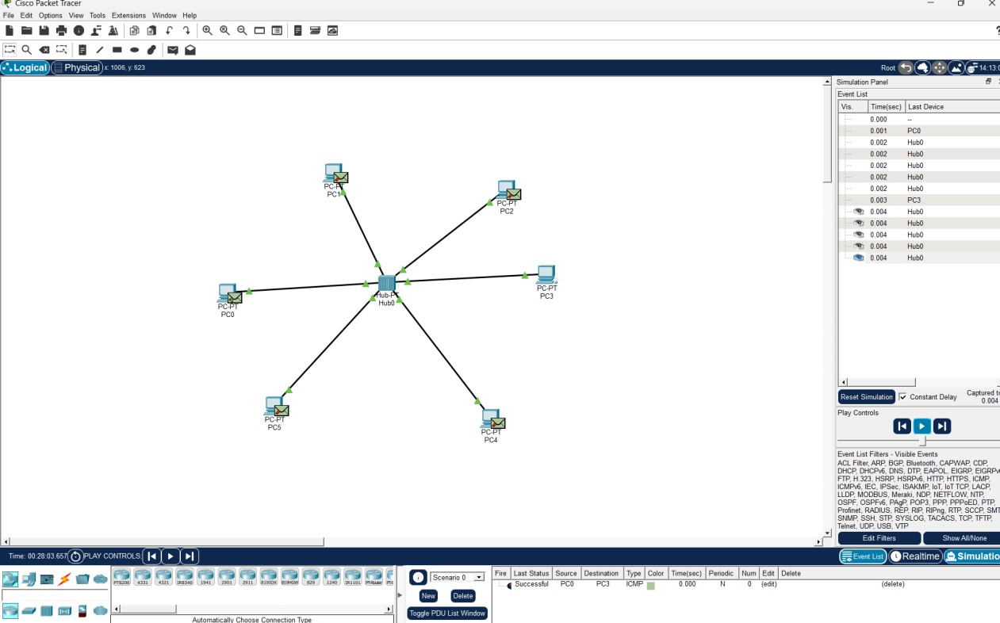 Cisco Packet Tracer
File Edit Options View Tools Extensions Window Help
?
Logical Physical x: 1006, y: 623
Root 14:13:0
Simulation Panel
Event List
Vis. Time(sec) Last Device
0.000 --
0.001 PC0
0.002 Hub0
0.002 Hub0
0.002 Hub0
0.002 Hub0
0.002 Hub0
0.003 PC3
0.004 Hub0
0.004 Hub0
0.004 Hub0
0.004 Hub0
0.004 Hub0
PC-PT
PC1
PC-PT
PC2
PC-PT
PC3
Hub-PT
Hub0
PC-PT
PC0
PC-PT
PC5
PC-PT
PC4
Reset Simulation Constant Delay Captured to
0.004
Play Controls
Event List Filters - Visible Events
ACL Filter, ARP, BGP, Bluetooth, CAPWAP, CDP,
DHCP, DHCPv6, DNS, DTP, EAPOL, EIGRP, EIGRPv
FTP, H.323, HSRP, HSRPv6, HTTP, HTTPS, ICMP,
ICMPv6, IEC, IPSec, ISAKMP, IoT, IoT TCP, LACP,
LLDP, MODBUS, Meraki, NDP, NETFLOW, NTP,
OSPF, OSPFv6, PAgP, POP3, PPP, PPPoED, PTP,
Profinet, RADIUS, REP, RIP, RIPng, RTP, SCCP, SMT
SNMP, SSH, STP, SYSLOG, TACACS, TCP, TFTP,
Telnet, UDP, USB, VTP
Edit Filters Show All/None
Time: 00:28:03.657 PLAY CONTROLS:
Event List Realtime Simulatio
PT8200 4331 4321 IR8340 1941 2901 2911 819IOX 819HGW 829 1240 IR1101 PT-Router PT-
Automatically Choose Connection Type
Scenario 0
New Delete
Toggle PDU List Window
Fire Last Status Source Destination Type Color Time(sec) Periodic Num Edit Delete
Successful PC0 PC3 ICMP 0.000 N 0 (edit) (delete)